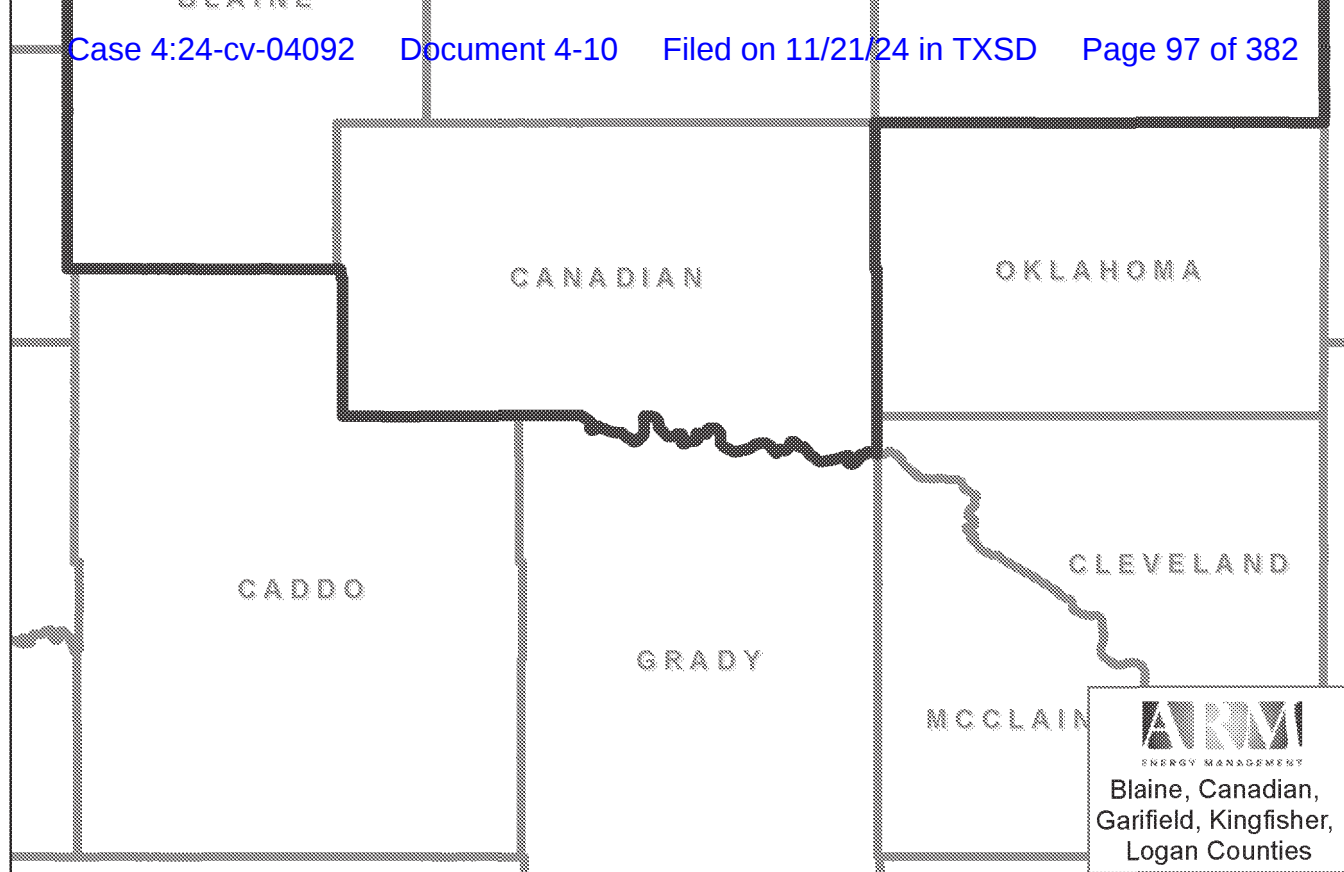 BLAINE
Case 4:24-cv-04092 Document 4-10 Filed on 11/21/24 in TXSD Page 97 of 382
CANADIAN
OKLAHOMA
CLEVELAND
CADDO
GRADY
MCCLAIN
ARM
ENERGY MANAGEMENT
Blaine, Canadian,
Garifield, Kingfisher,
Logan Counties